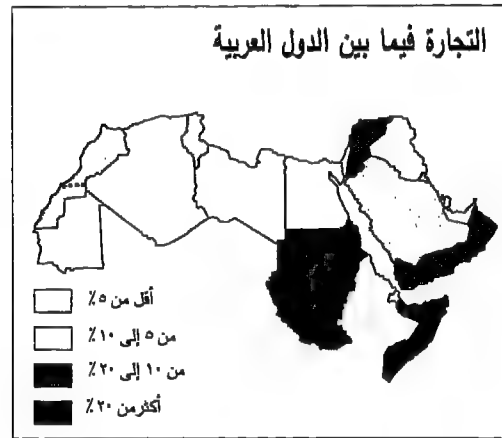 التجارة فيما بين الدول العربية
أقل من ٥٪
من ٥ إلى ١٠٪
من ١٠ إلى ٢٠٪
أكثر من ٢٠٪